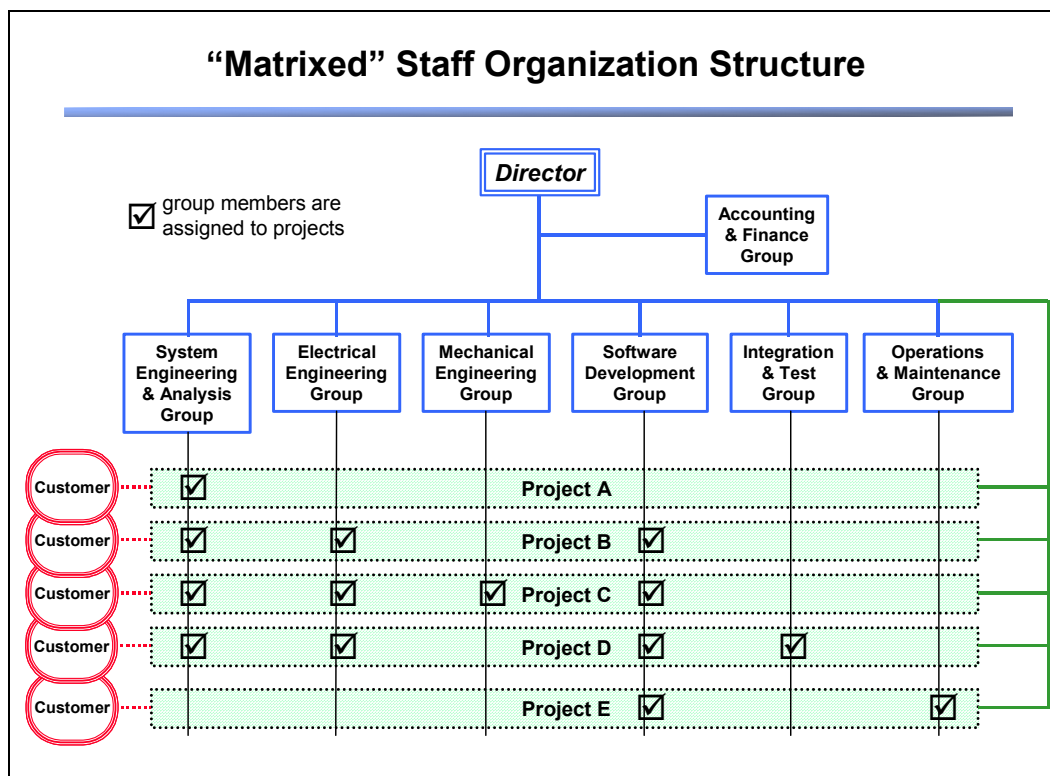 “Matrixed” Staff Organization Structure
Director
group members are
assigned to projects
Accounting
& Finance
Group
System
Engineering
& Analysis
Group
Electrical
Engineering
Group
Mechanical
Engineering
Group
Software
Development
Group
Integration
& Test
Group
Operations
& Maintenance
Group
Customer
Project A
Customer
Project B
Customer
Project C
Customer
Project D
Customer
Project E